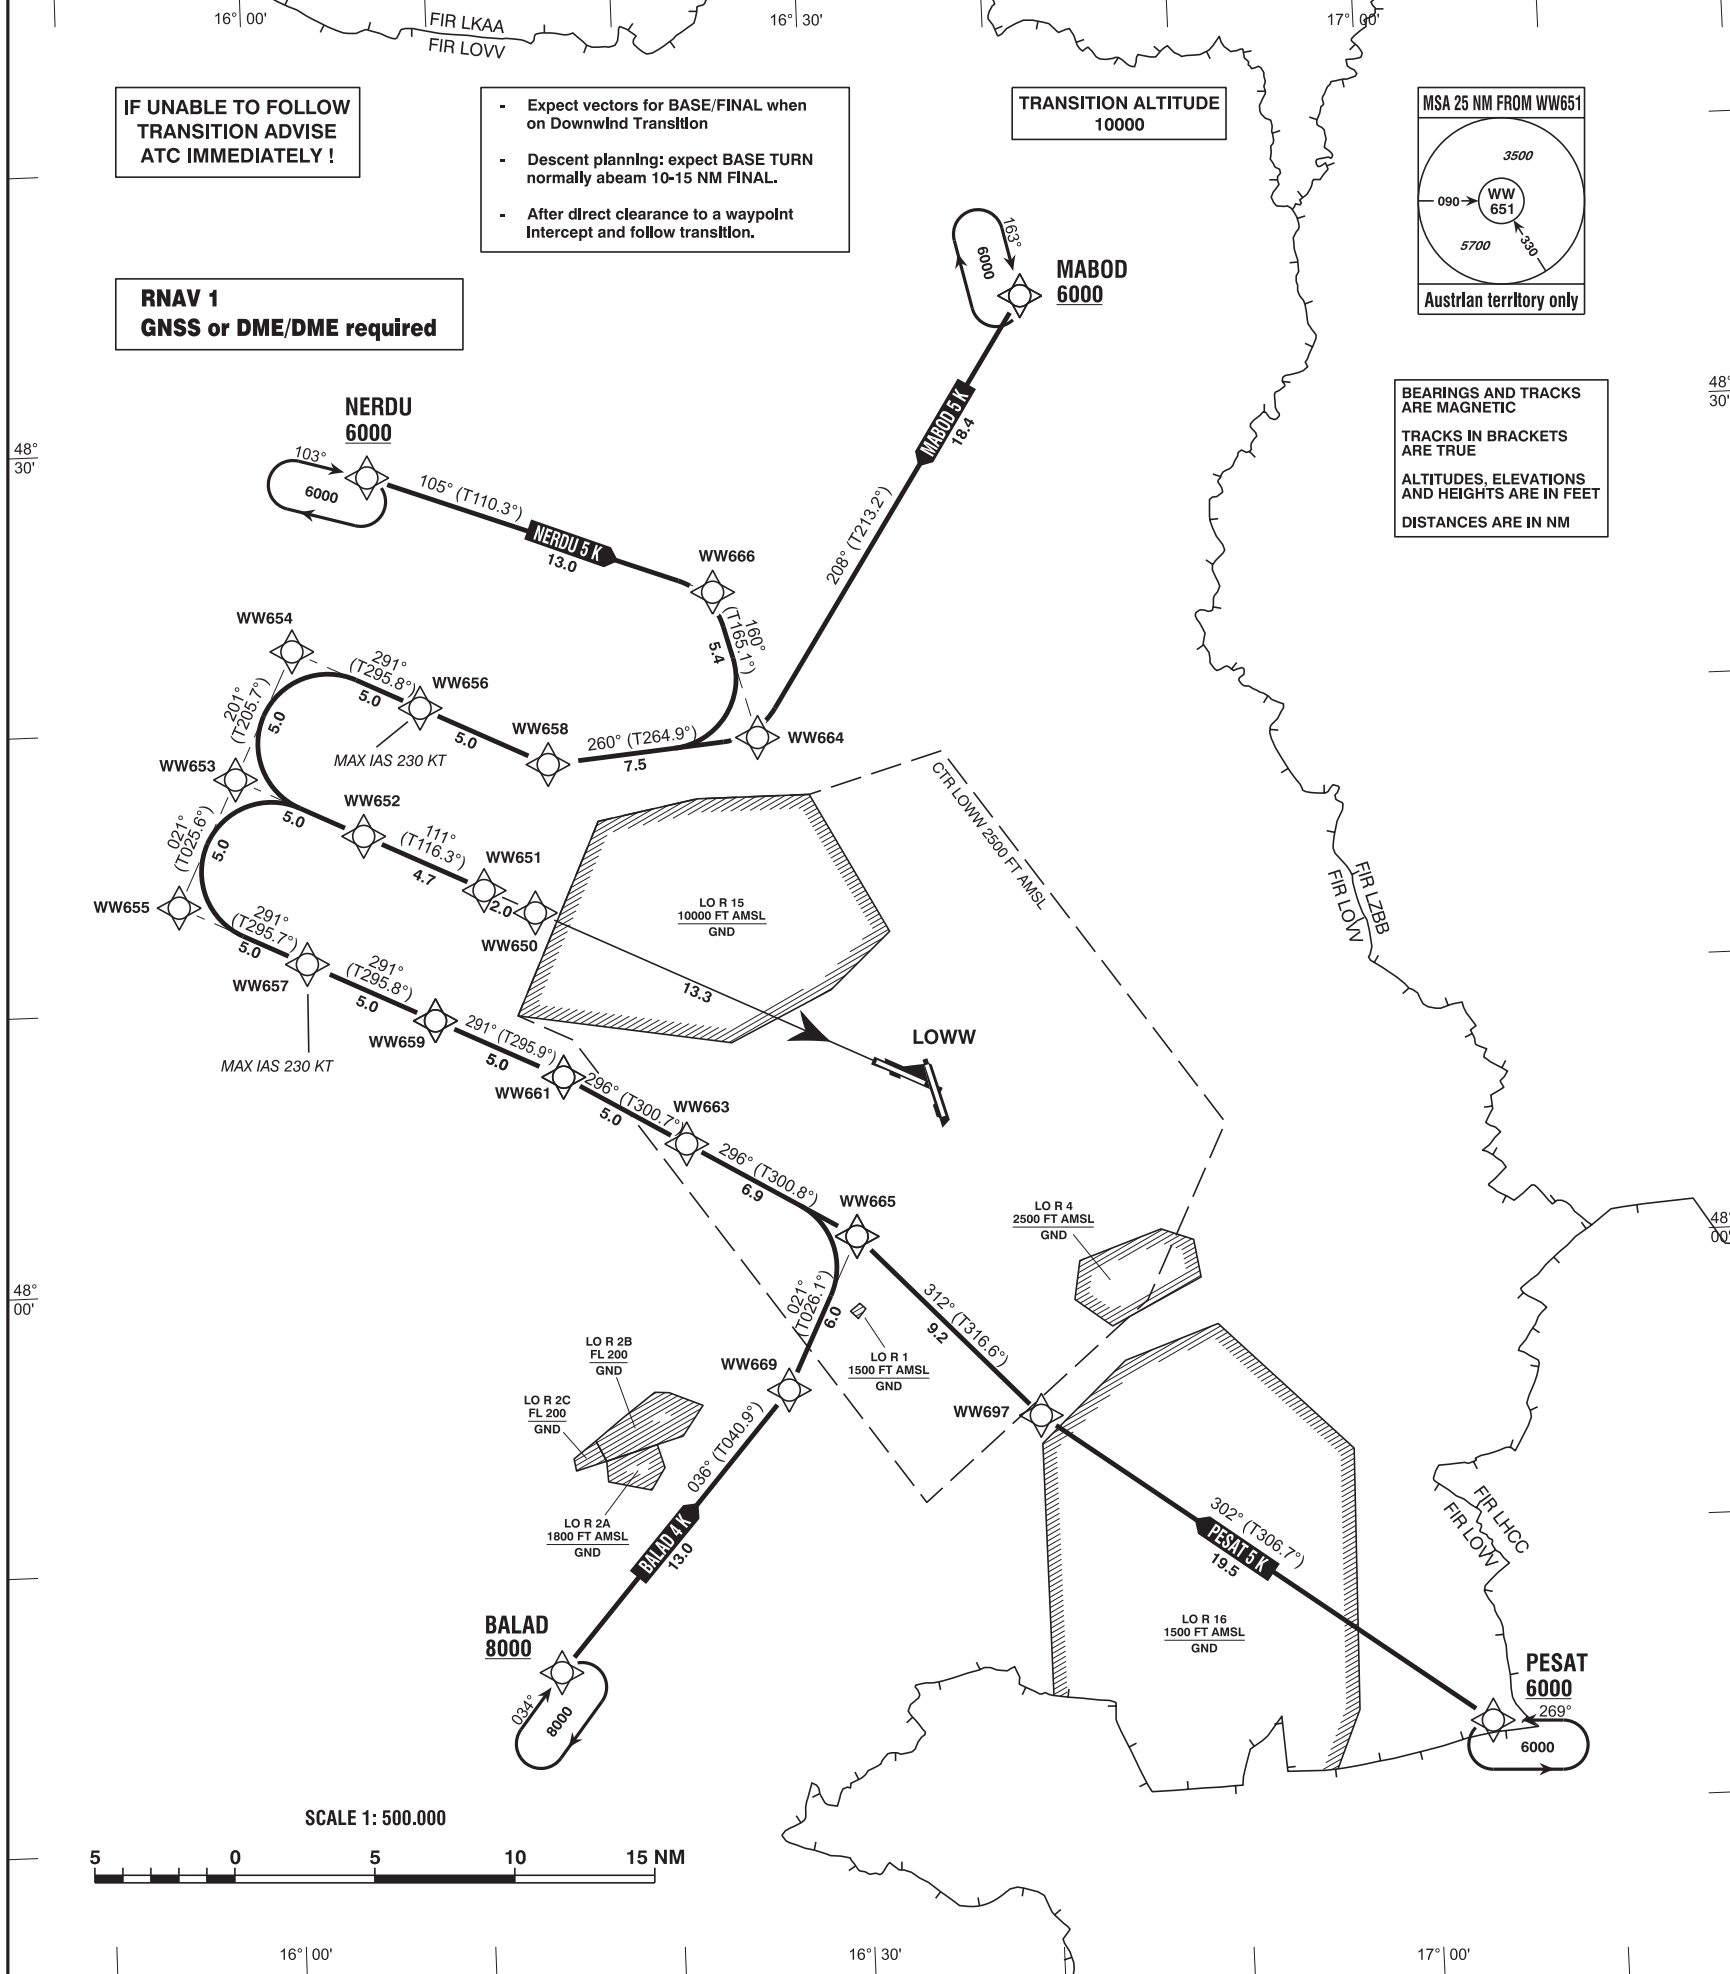 16° 00'
16° 30'
17° 00'
FIR LKAA
FIR LOVV
IF UNABLE TO FOLLOW
TRANSITION ADVISE
ATC IMMEDIATELY !
- Expect vectors for BASE/FINAL when
on Downwind Transition
- Descent planning: expect BASE TURN
normally abeam 10-15 NM FINAL.
- After direct clearance to a waypoint
Intercept and follow transition.
TRANSITION ALTITUDE
10000
MSA 25 NM FROM WW651
3500
090
WW
651
5700
330
Austrian territory only
RNAV 1
GNSS or DME/DME required
163°
6000
MABOD
6000
BEARINGS AND TRACKS
ARE MAGNETIC
TRACKS IN BRACKETS
ARE TRUE
ALTITUDES, ELEVATIONS
AND HEIGHTS ARE IN FEET
DISTANCES ARE IN NM
48°
30'
48°
30'
NERDU
6000
103°
6000
105° (T110.3°)
NERDU 5 K
13.0
MABOD 5 K
18.4
208° (T213.2°)
WW666
160°
(T165.1°)
5.4
WW654
291°
(T295.8°)
5.0
WW656
201°
(T205.7°)
5.0
MAX IAS 230 KT
5.0
WW658
260° (T264.9°)
7.5
WW664
WW653
021°
(T025.6°)
5.0
5.0
WW652
111°
(T116.3°)
4.7
WW651
2.0
WW650
LO R 15
10000 FT AMSL
GND
CTR LOWW 2500 FT AMSL
FIR LZBB
FIR LOVV
WW655
291°
(T295.7°)
5.0
WW657
291°
(T295.8°)
5.0
WW659
MAX IAS 230 KT
291° (T295.9°)
5.0
WW661
13.3
LOWW
296° (T300.7°)
5.0
WW663
296° (T300.8°)
6.9
WW665
LO R 4
2500 FT AMSL
GND
48°
00'
48°
00'
021°
(T026.1°)
6.0
312° (T316.6°)
9.2
LO R 1
1500 FT AMSL
GND
LO R 2B
FL 200
GND
LO R 2C
FL 200
GND
LO R 2A
1800 FT AMSL
GND
WW669
036° (T040.9°)
BALAD 4 K
13.0
WW697
302° (T306.7°)
PESAT 5 K
19.5
FIR LHCC
FIR LOVV
LO R 16
1500 FT AMSL
GND
BALAD
8000
034°
8000
PESAT
6000
269°
6000
SCALE 1: 500.000
5 0 5 10 15 NM
16° 00'
16° 30'
17° 00'